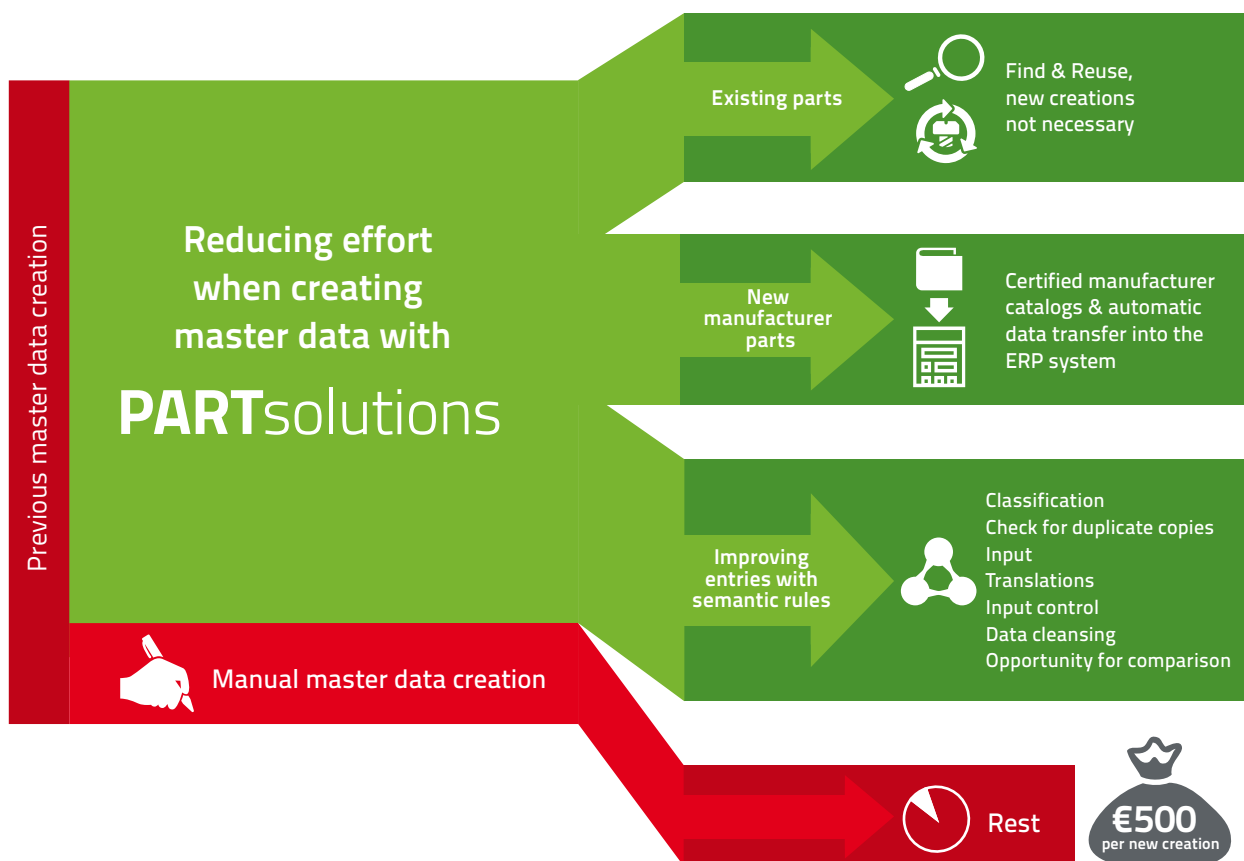 Previous master data creation
Reducing effort
when creating
master data with
PARTsolutions
Manual master data creation
Existing parts
Find & Reuse,
new creations
not necessary
New
manufacturer
parts
Certified manufacturer
catalogs & automatic
data transfer into the
ERP system
Improving
entries with
semantic rules
Classification
Check for duplicate copies
Input
Translations
Input control
Data cleansing
Opportunity for comparison
Rest
€500
per new creation